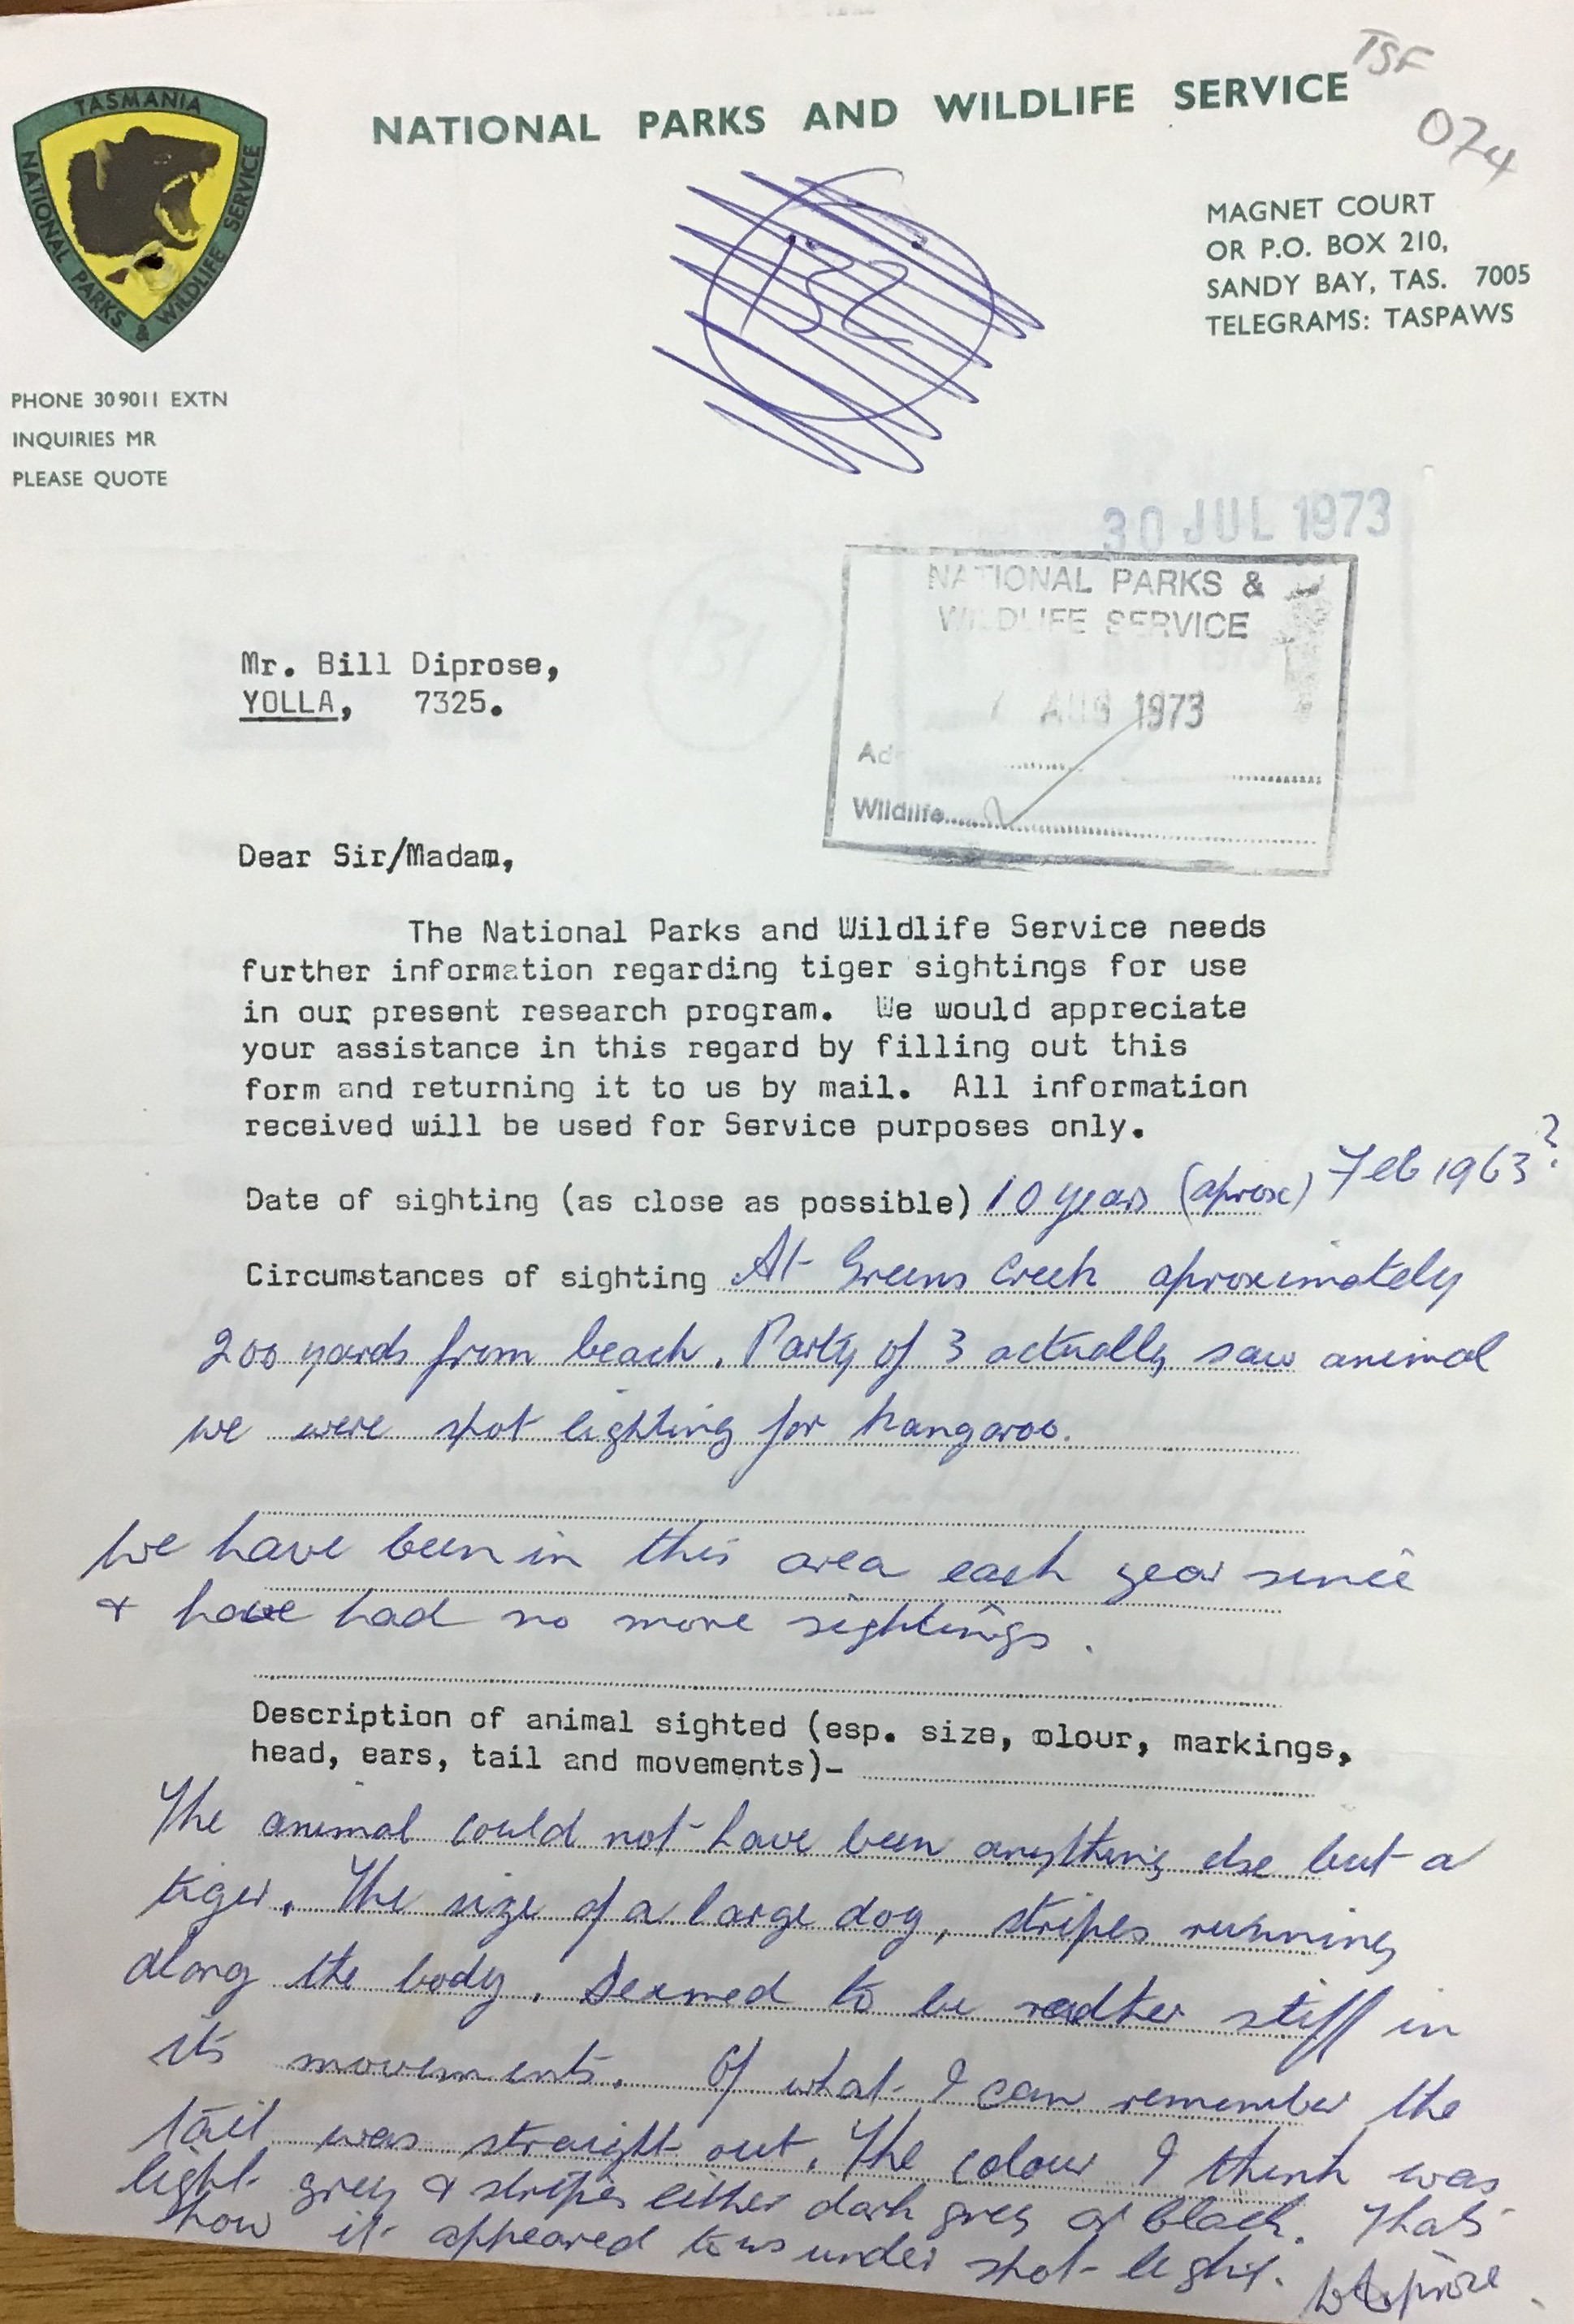 TSF
074
TASMANIA
NATIONAL PARKS & WILDLIFE SERVICE
NATIONAL PARKS AND WILDLIFE SERVICE
MAGNET COURT
OR P.O. BOX 210,
SANDY BAY, TAS. 7005
TELEGRAMS: TASPAWS
PHONE 30 9011 EXTN
INQUIRIES MR
PLEASE QUOTE
30 JUL 1973
NATIONAL PARKS &
WILDLIFE SERVICE
AUG 1973
Wildlife
Mr. Bill Diprose,
YOLLA, 7325.
Dear Sir/Madam,
The National Parks and Wildlife Service needs
further information regarding tiger sightings for use
in our present research program. We would appreciate
your assistance in this regard by filling out this
form and returning it to us by mail. All information
received will be used for Service purposes only.
Date of sighting (as close as possible) 10 years (aprox) Feb 1963?
Circumstances of sighting At Greens Creek aproximately
200 yards from beach. Party of 3 actually saw animal
we were spot lighting for kangaroo.
We have been in this area each year since
& have had no more sightings.
Description of animal sighted (esp. size, olour, markings,
head, ears, tail and movements)-
The animal could not have been anything else but a
tiger. The size of a large dog, stripes running
along the body. Seemed to be rather stiff in
its movements. Of what I can remember the
tail was straight out. The colour I think was
light grey & stripes either dark grey or black. Thats
how it appeared to us under spot-light. W Diprose.